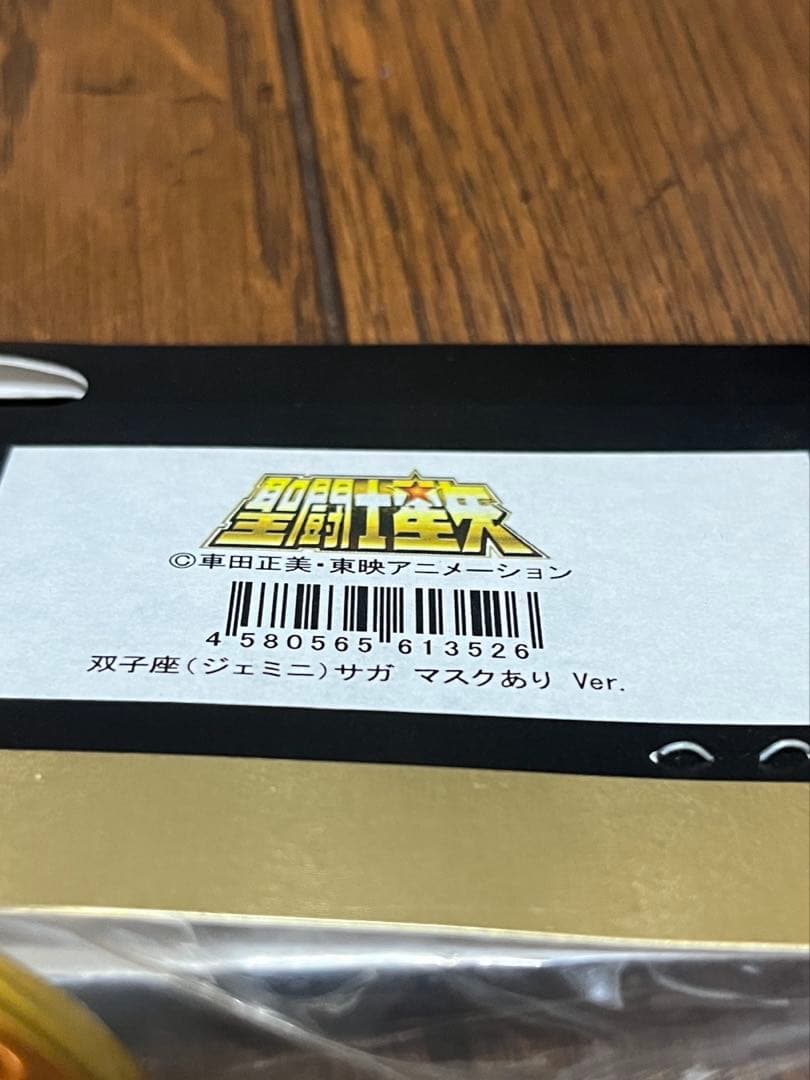 聖闘士星矢
©車田正美・東映アニメーション
4 580565 613526
双子座(ジェミニ)サガ マスクあり Ver.